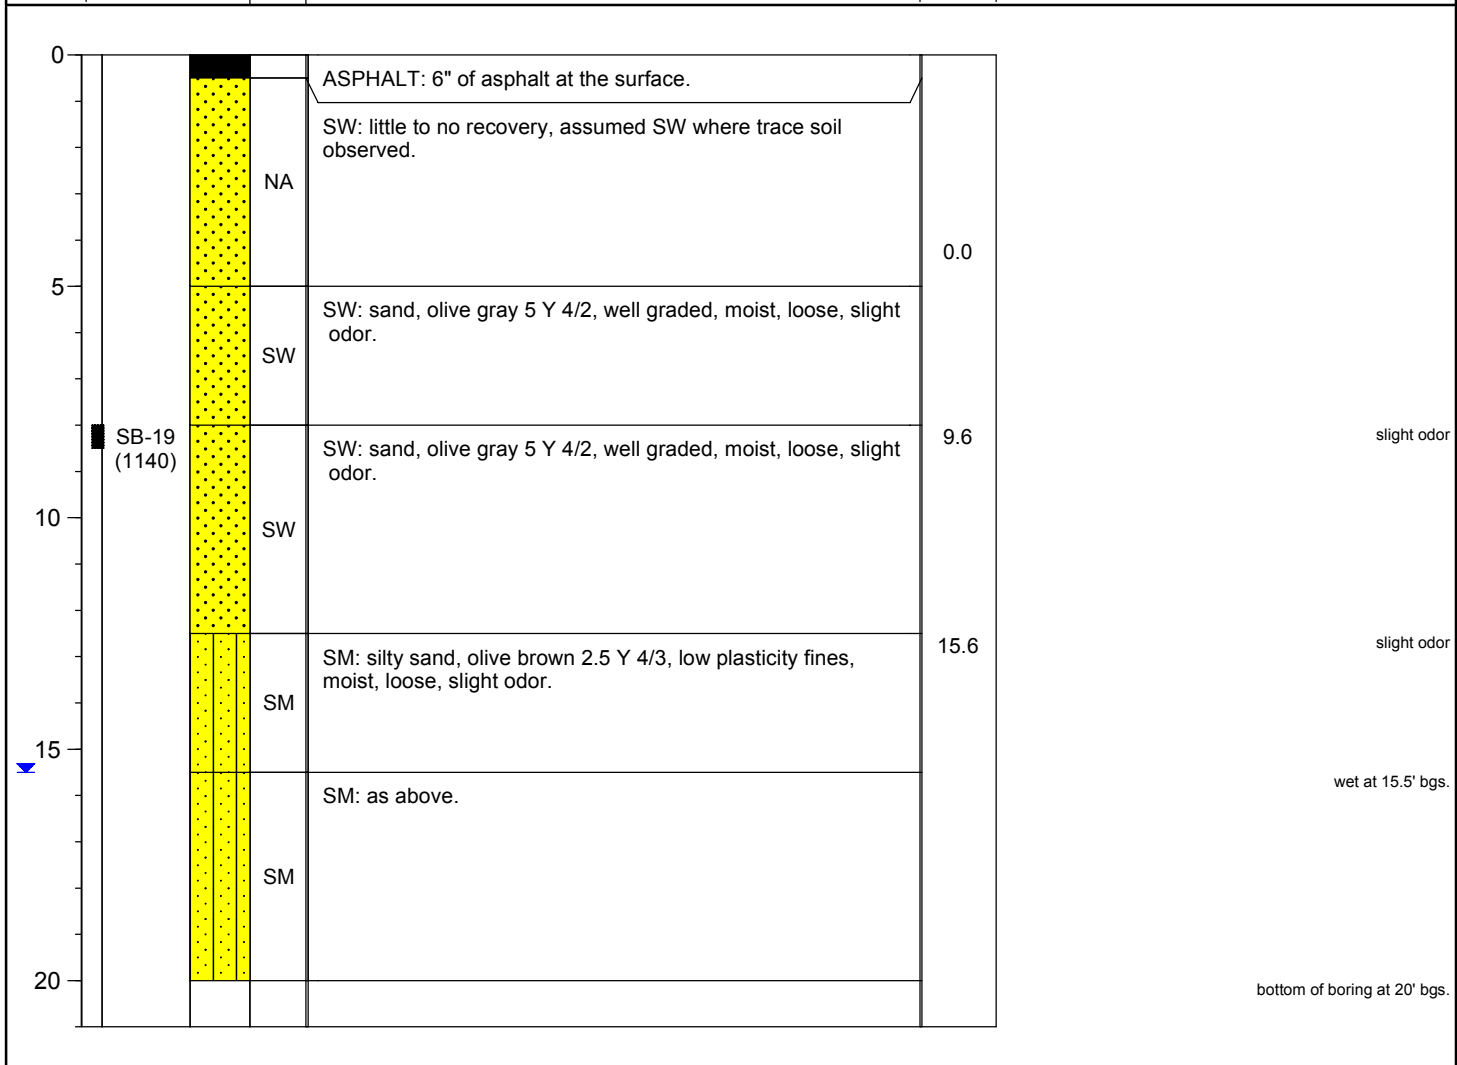 0
ASPHALT: 6" of asphalt at the surface.
SW: little to no recovery, assumed SW where trace soil
observed.
NA
0.0
5
SW: sand, olive gray 5 Y 4/2, well graded, moist, loose, slight
odor.
SW
SB-19
(1140)
SW: sand, olive gray 5 Y 4/2, well graded, moist, loose, slight
odor.
9.6
slight odor
10
SW
SM: silty sand, olive brown 2.5 Y 4/3, low plasticity fines,
moist, loose, slight odor.
15.6
slight odor
SM
15
SM: as above.
wet at 15.5' bgs.
SM
20
bottom of boring at 20' bgs.